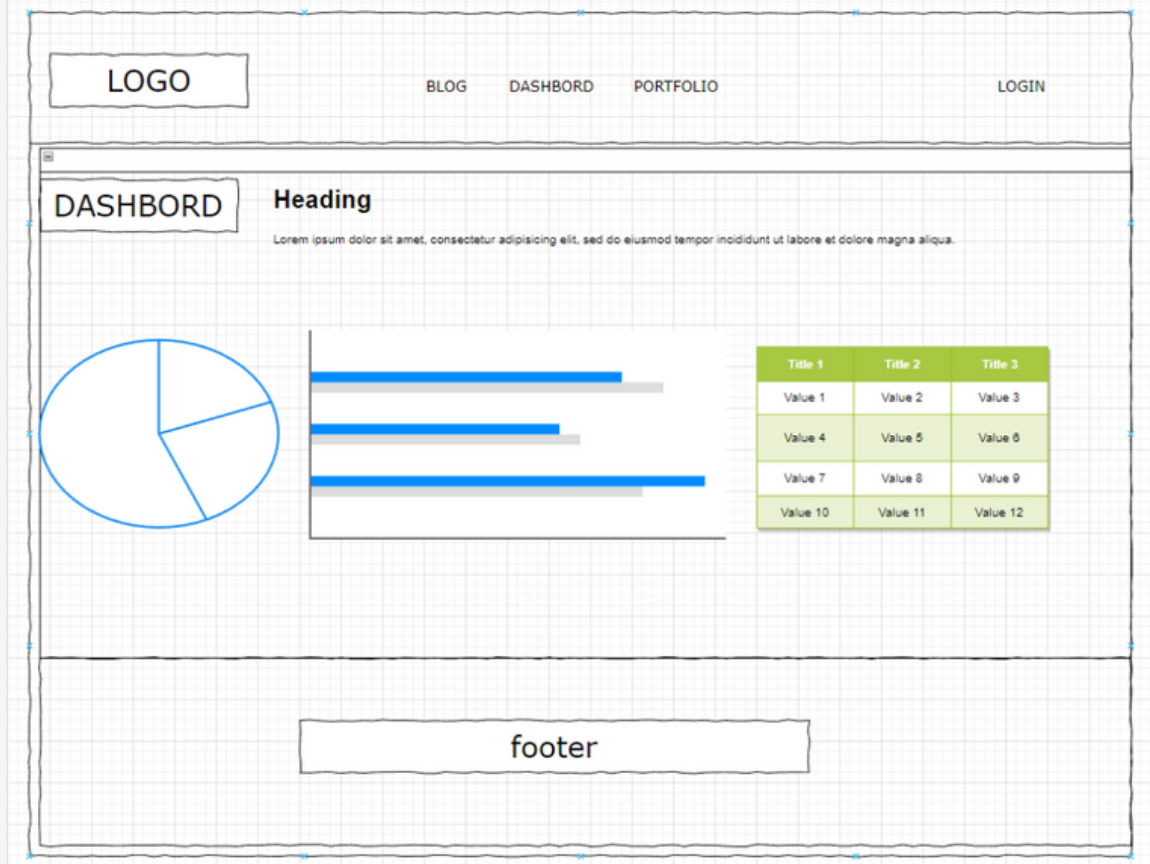 LOGO
BLOG DASHBORD PORTFOLIO LOGIN
DASHBORD
Heading
Lorem ipsum dolor sit amet, consectetur adipisicing elit, sed do eiusmod tempor incididunt ut labore et dolore magna aliqua.
Title 1 Title 2 Title 3
Value 1 Value 2 Value 3
Value 4 Value 5 Value 6
Value 7 Value 8 Value 9
Value 10 Value 11 Value 12
footer